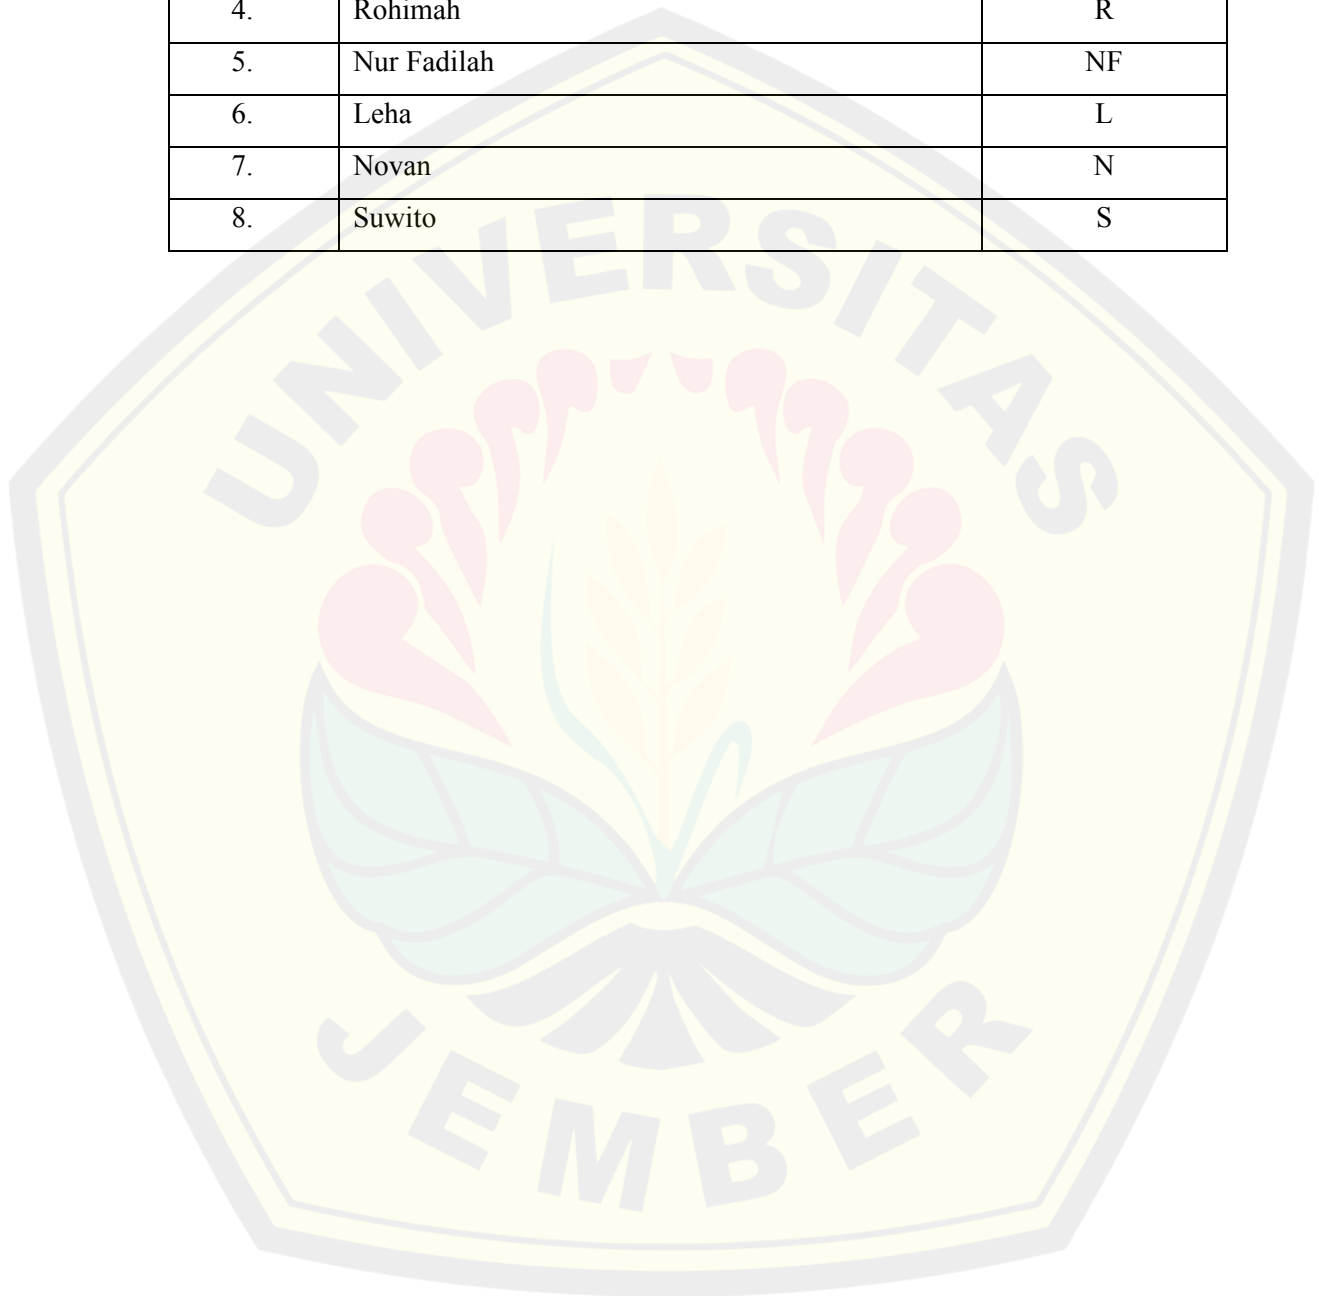 4. Rohimah R
5. Nur Fadilah NF
6. Leha L
7. Novan N
8. Suwito S
UNIVERSITAS
JEMBER